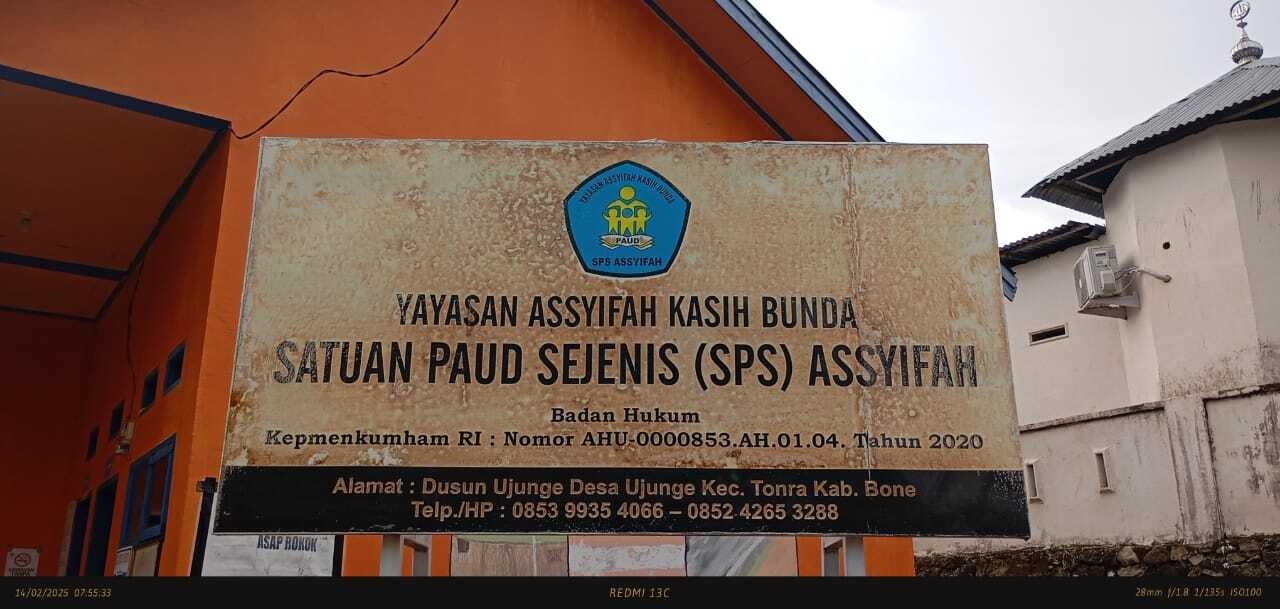 YAYASAN ASSYIFAH KASIH BUNDA
PAUD
SPS ASSYIFAH
YAYASAN ASSYIFAH KASIH BUNDA
SATUAN PAUD SEJENIS (SPS) ASSYIFAH
Badan Hukum
Kepmenkumham RI : Nomor AHU-0000853.AH.01.04. Tahun 2020
Alamat : Dusun Ujunge Desa Ujunge Kec. Tonra Kab. Bone
Telp./HP : 0853 9935 4066 – 0852 4265 3288
ASAP ROKOK
14/02/2025 07:55:33
REDMI 13C
28mm f/1.8 1/135s ISO100